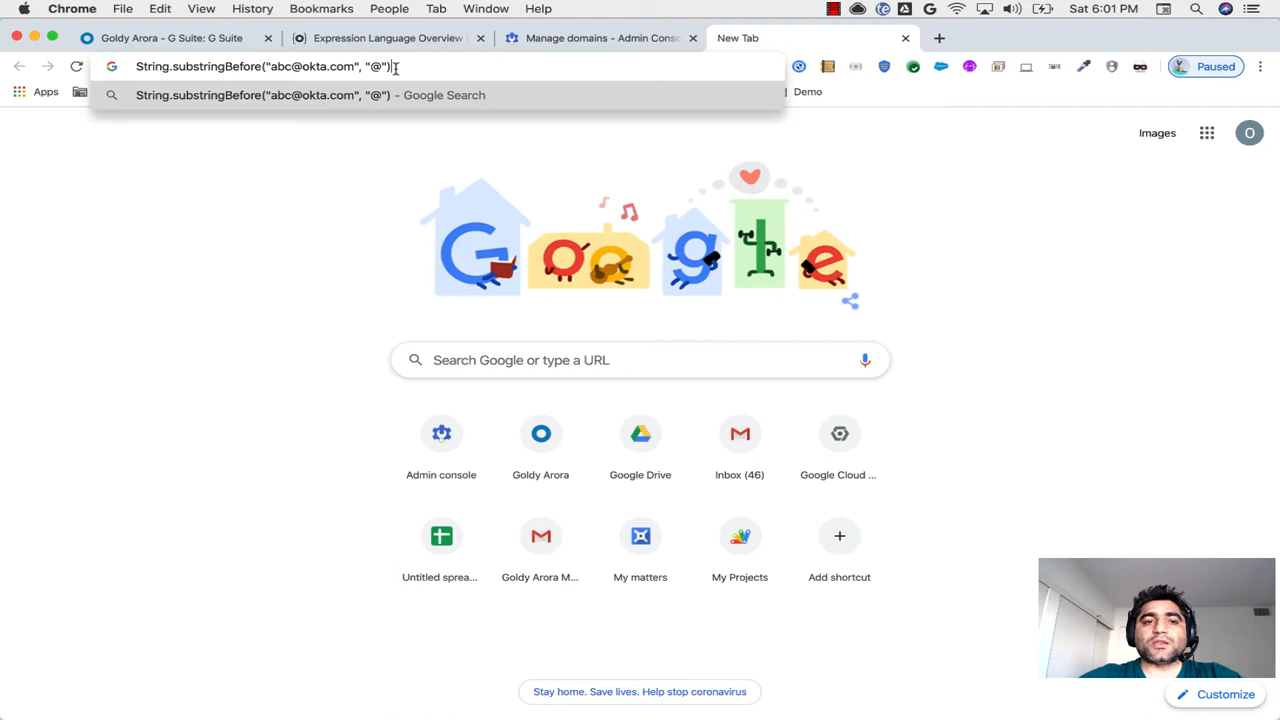 Chrome File Edit View History Bookmarks People Tab Window Help Sat 6:01 PM
Goldy Arora - G Suite: G Suite
Expression Language Overview
Manage domains - Admin Cons
New Tab
String.substringBefore("abc@okta.com", "@")
Paused
String.substringBefore("abc@okta.com", "@") – Google Search
Apps
Demo
Images
O
Google
Search Google or type a URL
Admin console
Goldy Arora
Google Drive
Inbox (46)
Google Cloud ...
Untitled sprea...
Goldy Arora M...
My matters
My Projects
Add shortcut
Stay home. Save lives. Help stop coronavirus
Customize